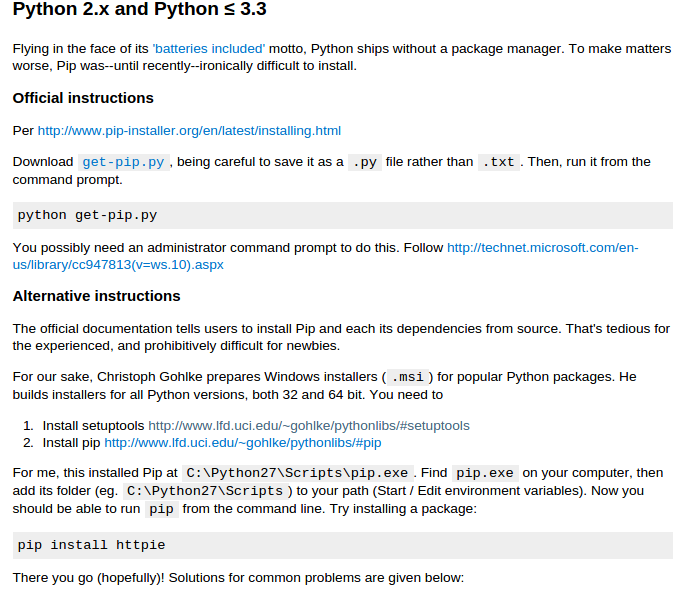 Python 2.x and Python ≤ 3.3
Flying in the face of its 'batteries included' motto, Python ships without a package manager. To make matters
worse, Pip was--until recently--ironically difficult to install.
Official instructions
Per http://www.pip-installer.org/en/latest/installing.html
Download get-pip.py , being careful to save it as a .py file rather than .txt . Then, run it from the
command prompt.
python get-pip.py
You possibly need an administrator command prompt to do this. Follow http://technet.microsoft.com/en-
us/library/cc947813(v=ws.10).aspx
Alternative instructions
The official documentation tells users to install Pip and each its dependencies from source. That's tedious for
the experienced, and prohibitively difficult for newbies.
For our sake, Christoph Gohlke prepares Windows installers ( .msi ) for popular Python packages. He
builds installers for all Python versions, both 32 and 64 bit. You need to
1. Install setuptools http://www.lfd.uci.edu/~gohlke/pythonlibs/#setuptools
2. Install pip http://www.lfd.uci.edu/~gohlke/pythonlibs/#pip
For me, this installed Pip at C:\Python27\Scripts\pip.exe . Find pip.exe on your computer, then
add its folder (eg. C:\Python27\Scripts ) to your path (Start / Edit environment variables). Now you
should be able to run pip from the command line. Try installing a package:
pip install httpie
There you go (hopefully)! Solutions for common problems are given below: